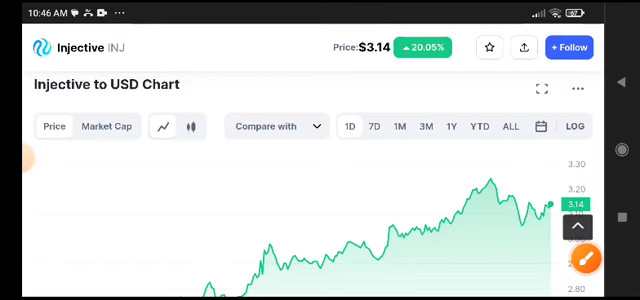 10:46 AM
67
Injective INJ
Price:$3.14
20.05%
+ Follow
Injective to USD Chart
Price
Market Cap
Compare with
1D
7D
1M
3M
1Y
YTD
ALL
LOG
3.30
3.20
3.14
2.80